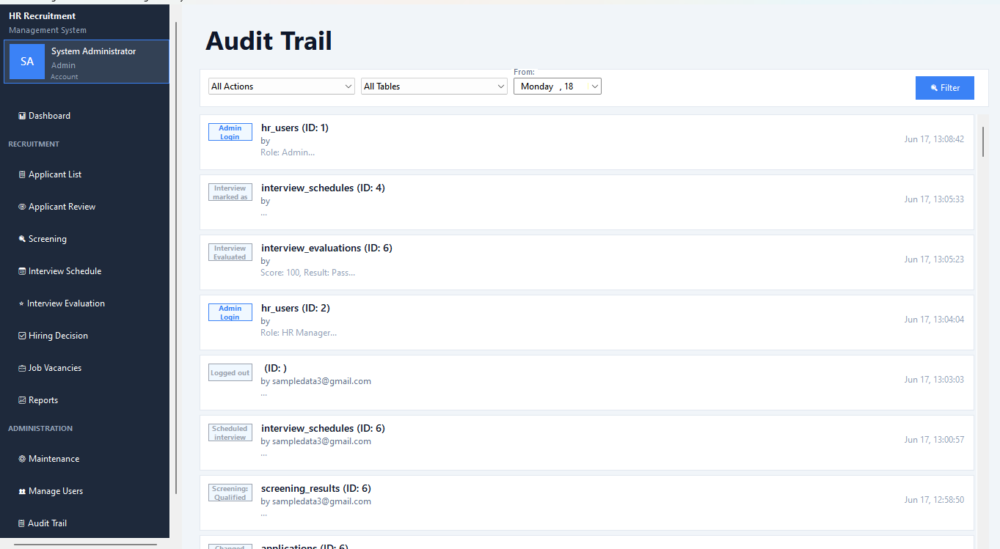 HR Recruitment
Management System
SA
System Administrator
Admin
Account
Dashboard
RECRUITMENT
Applicant List
Applicant Review
Screening
Interview Schedule
Interview Evaluation
Hiring Decision
Job Vacancies
Reports
ADMINISTRATION
Maintenance
Manage Users
Audit Trail
Audit Trail
From:
All Actions
All Tables
Monday , 18
Filter
Admin Login
hr_users (ID: 1)
by
Role: Admin...
Jun 17, 13:08:42
Interview marked as
interview_schedules (ID: 4)
by
...
Jun 17, 13:05:33
Interview Evaluated
interview_evaluations (ID: 6)
by
Score: 100, Result: Pass...
Jun 17, 13:05:23
Admin Login
hr_users (ID: 2)
by
Role: HR Manager...
Jun 17, 13:04:04
Logged out
(ID: )
by sampledata3@gmail.com
...
Jun 17, 13:03:03
Scheduled interview
interview_schedules (ID: 6)
by sampledata3@gmail.com
...
Jun 17, 13:00:57
Screening: Qualified
screening_results (ID: 6)
by sampledata3@gmail.com
...
Jun 17, 12:58:50
Changed
applications (ID: 6)